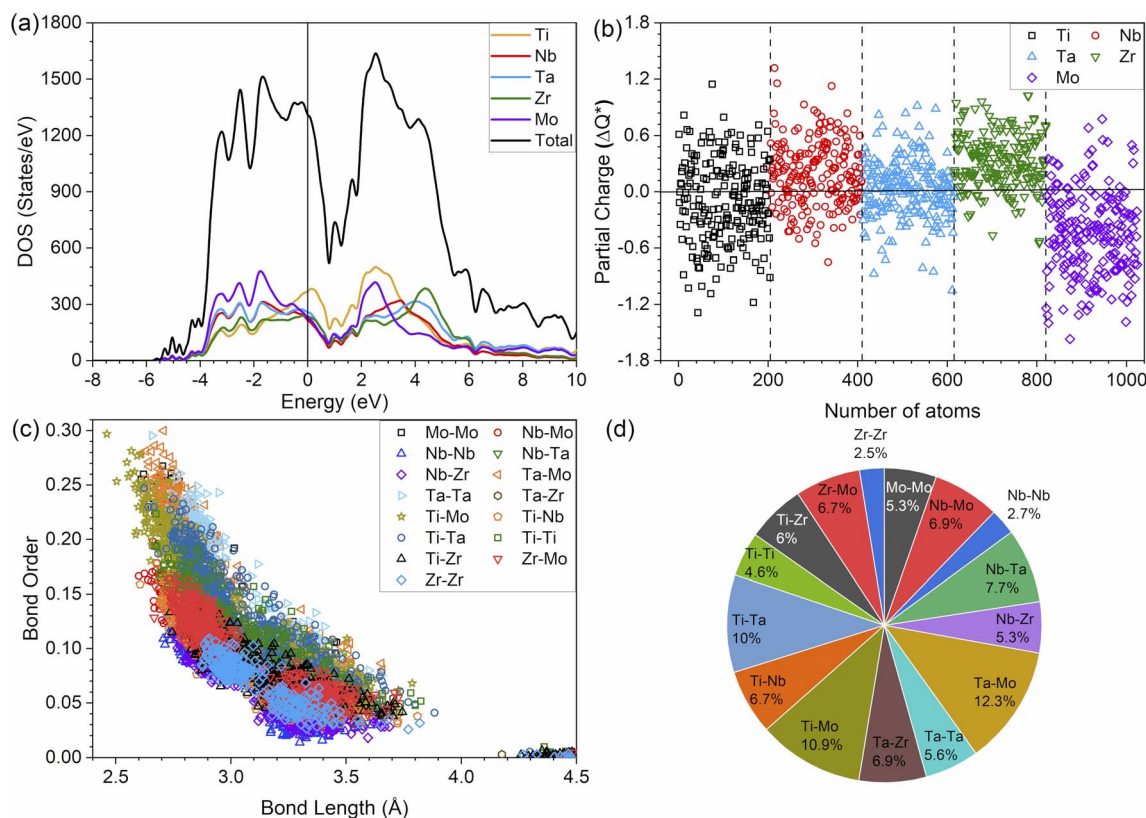 (a)
1800
1500
1200
900
600
300
0
DOS (States/eV)
-8
-6
-4
-2
0
2
4
6
8
10
Energy (eV)
Ti
Nb
Ta
Zr
Mo
Total
(b)
1.2
0.6
0.0
-0.6
-1.2
-1.8
Partial Charge (ΔQ*)
0
200
400
600
800
1000
Number of atoms
Ti
Nb
Ta
Zr
Mo
(c)
0.30
0.25
0.20
0.15
0.10
0.05
0.00
Bond Order
2.5
3.0
3.5
4.0
4.5
Bond Length (Å)
Mo-Mo
Nb-Mo
Nb-Nb
Nb-Ta
Nb-Zr
Ta-Mo
Ta-Ta
Ta-Zr
Ti-Mo
Ti-Nb
Ti-Ta
Ti-Ti
Ti-Zr
Zr-Mo
Zr-Zr
(d)
Zr-Zr
2.5%
Mo-Mo
5.3%
Nb-Mo
6.9%
Nb-Nb
2.7%
Nb-Ta
7.7%
Nb-Zr
5.3%
Ta-Mo
12.3%
Ta-Ta
5.6%
Ta-Zr
6.9%
Ti-Mo
10.9%
Ti-Nb
6.7%
Ti-Ta
10%
Ti-Ti
4.6%
Ti-Zr
6%
Zr-Mo
6.7%